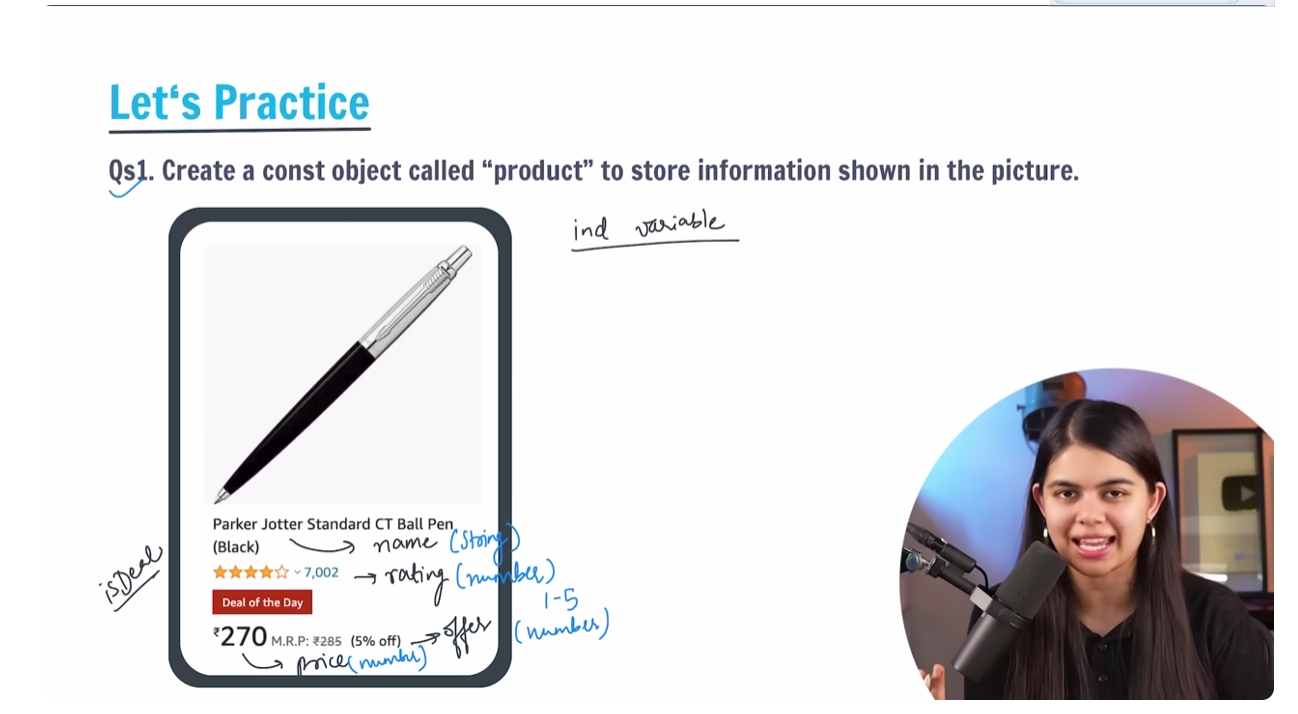 Let‘s Practice
Qs1. Create a const object called “product” to store information shown in the picture.
ind variable
Parker Jotter Standard CT Ball Pen
(Black) → name (String)
isDeal
7,002 → rating (number)
1-5
Deal of the Day
₹270 M.R.P: ₹285 (5% off) → offer (number)
price (number)